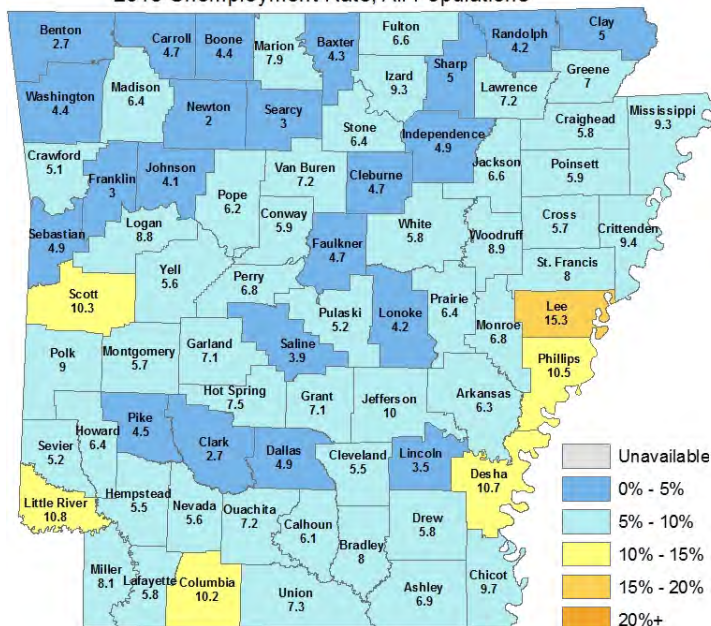 Unemployment Rate, All Populations
Benton
2.7
Carroll
4.7
Boone
4.4
Marion
7.9
Baxter
4.3
Fulton
6.6
Sharp
5
Randolph
4.2
Clay
5
Washington
4.4
Madison
6.4
Newton
2
Searcy
3
Stone
6.4
Izard
9.3
Independence
4.9
Lawrence
7.2
Greene
7
Craighead
5.8
Mississippi
9.3
Crawford
5.1
Franklin
3
Johnson
4.1
Pope
6.2
Van Buren
7.2
Cleburne
4.7
Jackson
6.6
Poinsett
5.9
Sebastian
4.9
Logan
8.8
Conway
5.9
Faulkner
4.7
White
5.8
Woodruff
8.9
Cross
5.7
Crittenden
9.4
St. Francis
8
Scott
10.3
Yell
5.6
Perry
6.8
Pulaski
5.2
Lonoke
4.2
Prairie
6.4
Monroe
6.8
Lee
15.3
Phillips
10.5
Polk
9
Montgomery
5.7
Garland
7.1
Saline
3.9
Hot Spring
7.5
Grant
7.1
Jefferson
10
Arkansas
6.3
Sevier
5.2
Howard
6.4
Pike
4.5
Clark
2.7
Dallas
4.9
Cleveland
5.5
Lincoln
3.5
Desha
10.7
Little River
10.8
Hempstead
5.5
Nevada
5.6
Ouachita
7.2
Calhoun
6.1
Bradley
8
Drew
5.8
Miller
8.1
Lafayette
5.8
Columbia
10.2
Union
7.3
Ashley
6.9
Chicot
9.7
Unavailable
0% - 5%
5% - 10%
10% - 15%
15% - 20%
20%+